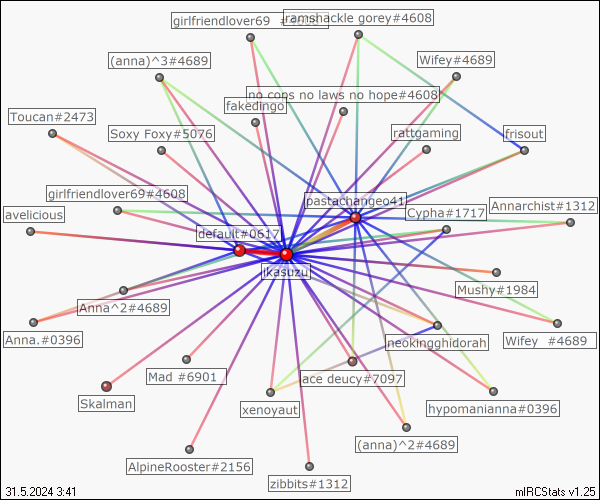 girlfriendlover69
ramshackle gorey#4608
(anna)^3#4689
Wifey#4689
no cops no laws no hope#4608
fakedingo
Toucan#2473
Soxy Foxy#5076
rattgaming
frisout
girlfriendlover69#4608
pastachangeo41
Annarchist#1312
avelicious
Cypha#1717
default#0617
ikasuzu
Mushy#1984
Anna^2#4689
Anna.#0396
neokingghidorah
Wifey #4689
Mad #6901
ace deucy#7097
Skalman
xenoyaut
hypomanianna#0396
(anna)^2#4689
AlpineRooster#2156
zibbits#1312
31.5.2024 3:41
mIRCStats v1.25